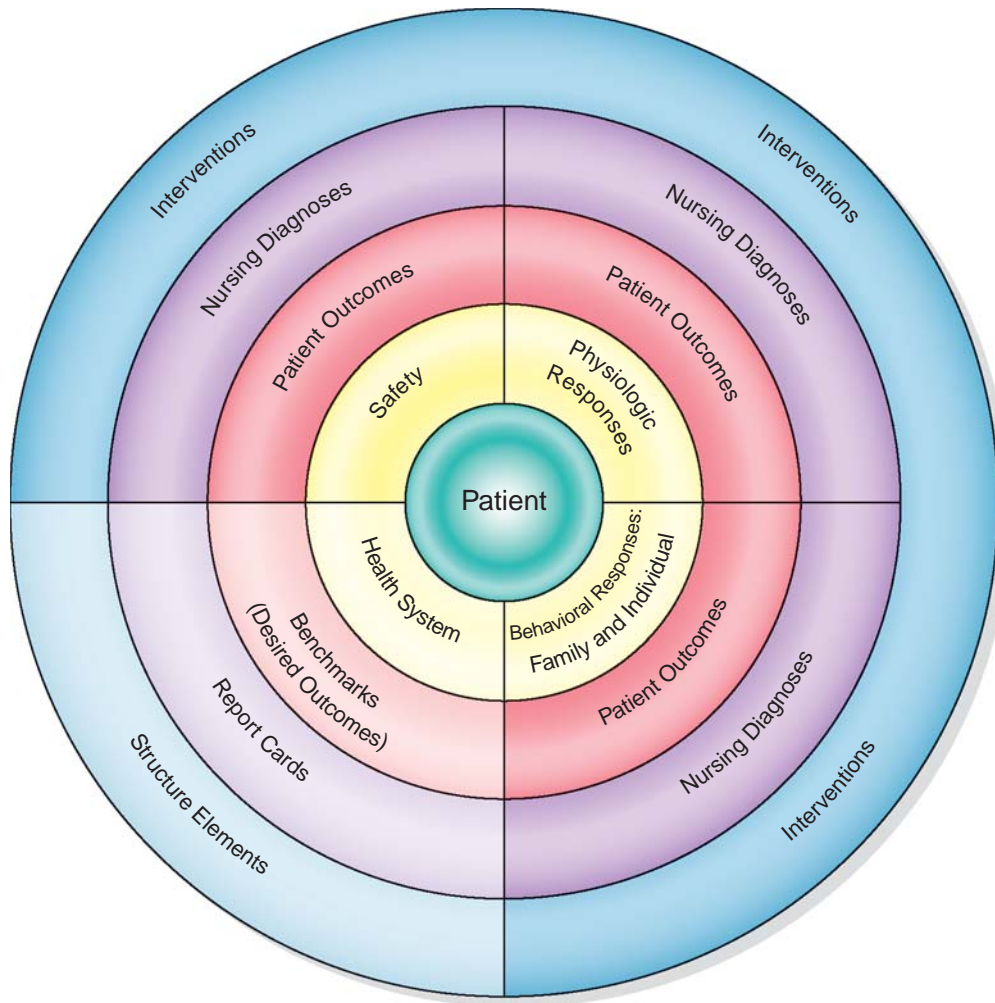 Interventions
Interventions
Nursing Diagnoses
Nursing Diagnoses
Patient Outcomes
Patient Outcomes
Safety
Physiologic
Responses
Patient
Health System
Behavioral Responses:
Family and Individual
Benchmarks
(Desired Outcomes)
Patient Outcomes
Report Cards
Nursing Diagnoses
Structure Elements
Interventions